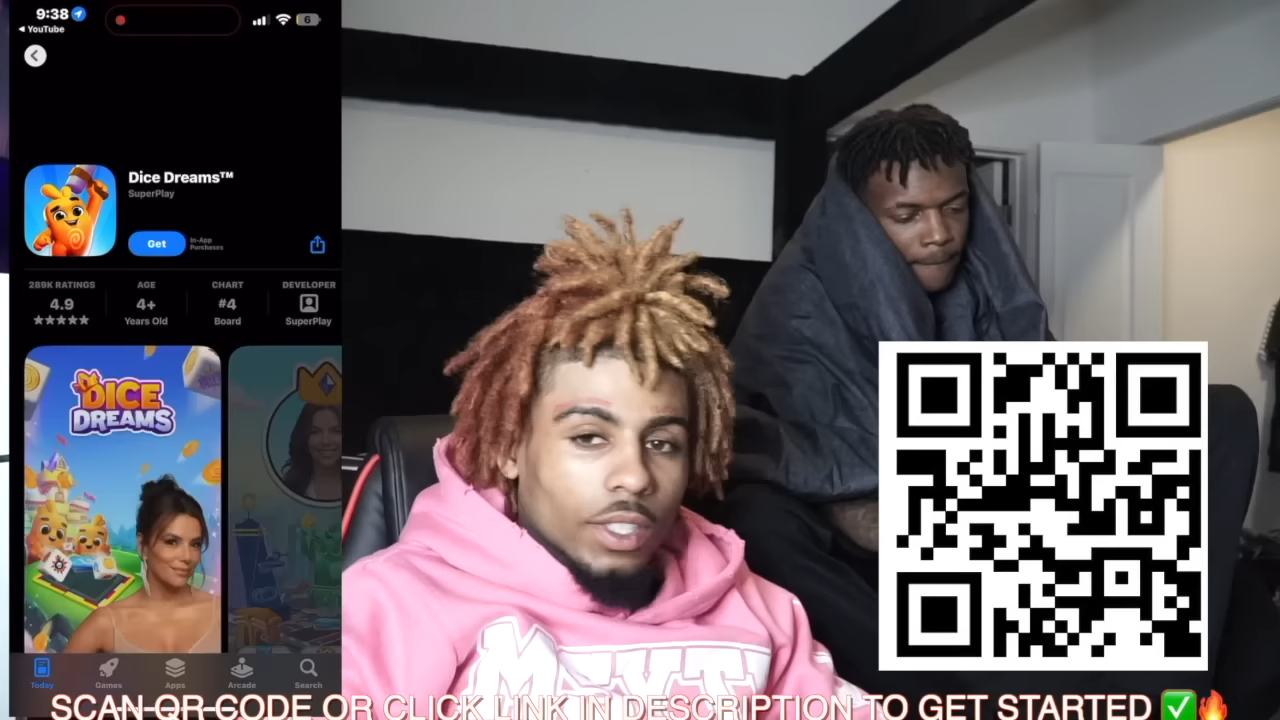 9:38
6
◀ YouTube
Dice Dreams™
SuperPlay
Get
In-App
Purchases
289K RATINGS
4.9
★★★★★
AGE
4+
Years Old
CHART
#4
Board
DEVELOPER
SuperPlay
DICE
DREAMS
Today
Games
Apps
Arcade
Search
SCAN QR CODE OR CLICK LINK IN DESCRIPTION TO GET STARTED ✅🔥